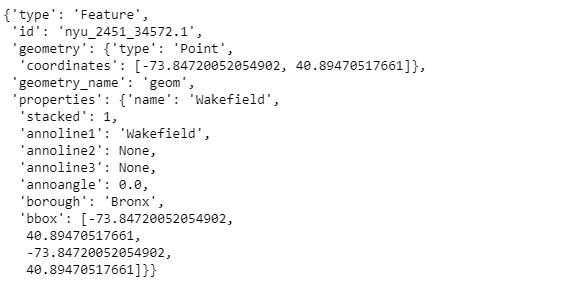 {'type': 'Feature',
 'id': 'nyu_2451_34572.1',
 'geometry': {'type': 'Point',
  'coordinates': [-73.84720052054902, 40.89470517661]},
 'geometry_name': 'geom',
 'properties': {'name': 'Wakefield',
  'stacked': 1,
  'annoline1': 'Wakefield',
  'annoline2': None,
  'annoline3': None,
  'annoangle': 0.0,
  'borough': 'Bronx',
  'bbox': [-73.84720052054902,
   40.89470517661,
   -73.84720052054902,
   40.89470517661]}}